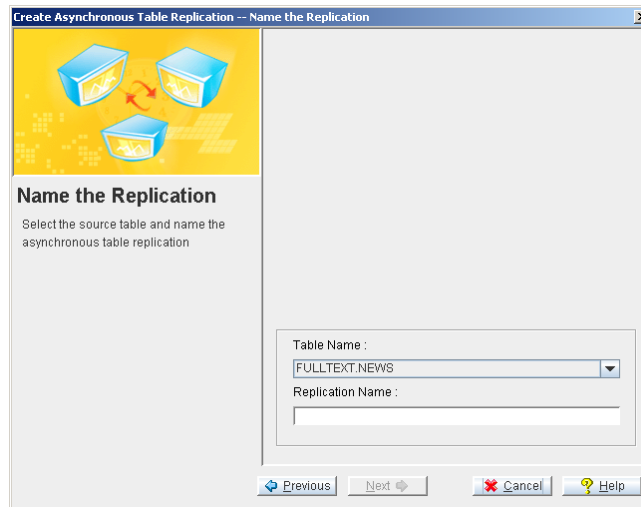 Create Asynchronous Table Replication -- Name the Replication
Name the Replication
Select the source table and name the
asynchronous table replication
Table Name :
FULLTEXT.NEWS
Replication Name :
Previous
Next
Cancel
Help